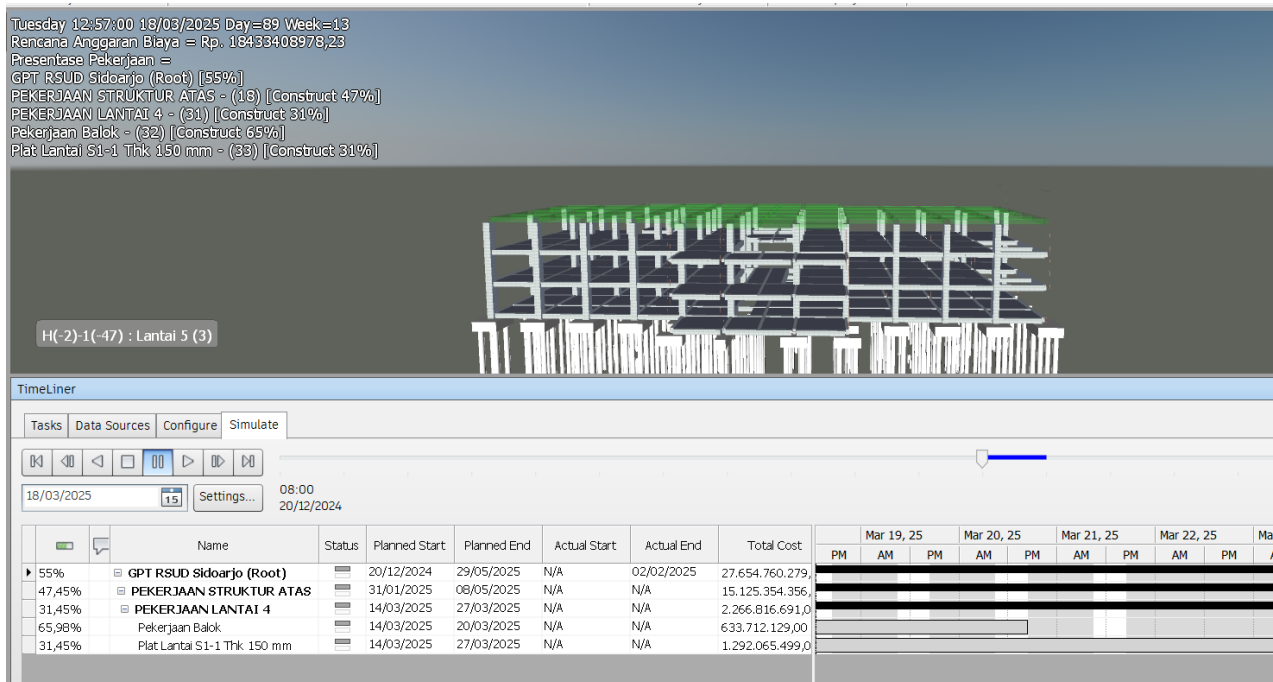 Tuesday 12:57:00 18/03/2025 Day=89 Week=13
Rencana Anggaran Biaya = Rp. 18433408978,23
Presentase Pekerjaan =
GPT RSUD Sidoarjo (Root) [55%]
PEKERJAAN STRUKTUR ATAS - (18) [Construct 47%]
PEKERJAAN LANTAI 4 - (31) [Construct 31%]
Pekerjaan Balok - (32) [Construct 65%]
Plat Lantai S1-1 Thk 150 mm - (33) [Construct 31%]
H(-2)-1(-47) : Lantai 5 (3)
TimeLiner
Tasks Data Sources Configure Simulate
18/03/2025 15 Settings... 08:00
20/12/2024
Name Status Planned Start Planned End Actual Start Actual End Total Cost
Mar 19, 25 Mar 20, 25 Mar 21, 25 Mar 22, 25 Ma
PM AM PM AM PM AM PM AM PM
55% GPT RSUD Sidoarjo (Root) 20/12/2024 29/05/2025 N/A 02/02/2025 27.654.760.279,
47,45% PEKERJAAN STRUKTUR ATAS 31/01/2025 08/05/2025 N/A N/A 15.125.354.356,
31,45% PEKERJAAN LANTAI 4 14/03/2025 27/03/2025 N/A N/A 2.266.816.691,0
65,98% Pekerjaan Balok 14/03/2025 20/03/2025 N/A N/A 633.712.129,00
31,45% Plat Lantai S1-1 Thk 150 mm 14/03/2025 27/03/2025 N/A N/A 1.292.065.499,0